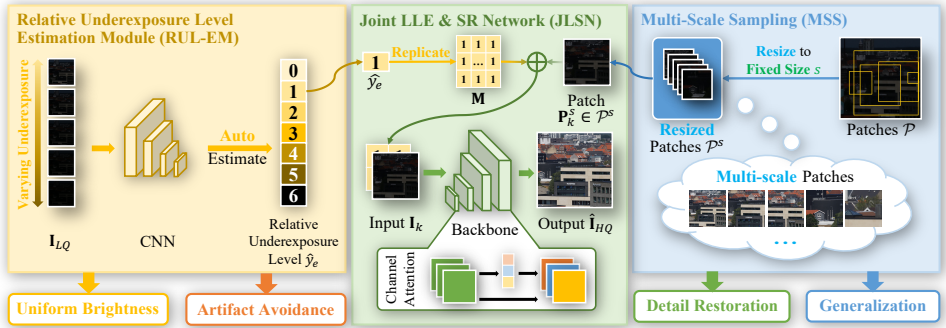 Relative Underexposure Level
Estimation Module (RUL-EM)
Varying Underexposure
I_LQ
CNN
Auto
Estimate
0
1
2
3
4
5
6
Relative
Underexposure
Level ŷ_e
Uniform Brightness
Artifact Avoidance
Joint LLE & SR Network (JLSN)
1
ŷ_e
Replicate
1 1 1
1 ... 1
1 1 1
M
Patch
P_k^s ∈ 𝒫^s
Input I_k
Backbone
Output Î_HQ
Channel
Attention
Multi-Scale Sampling (MSS)
Resize to
Fixed Size s
Resized
Patches 𝒫^s
Patches 𝒫
Multi-scale Patches
...
Detail Restoration
Generalization